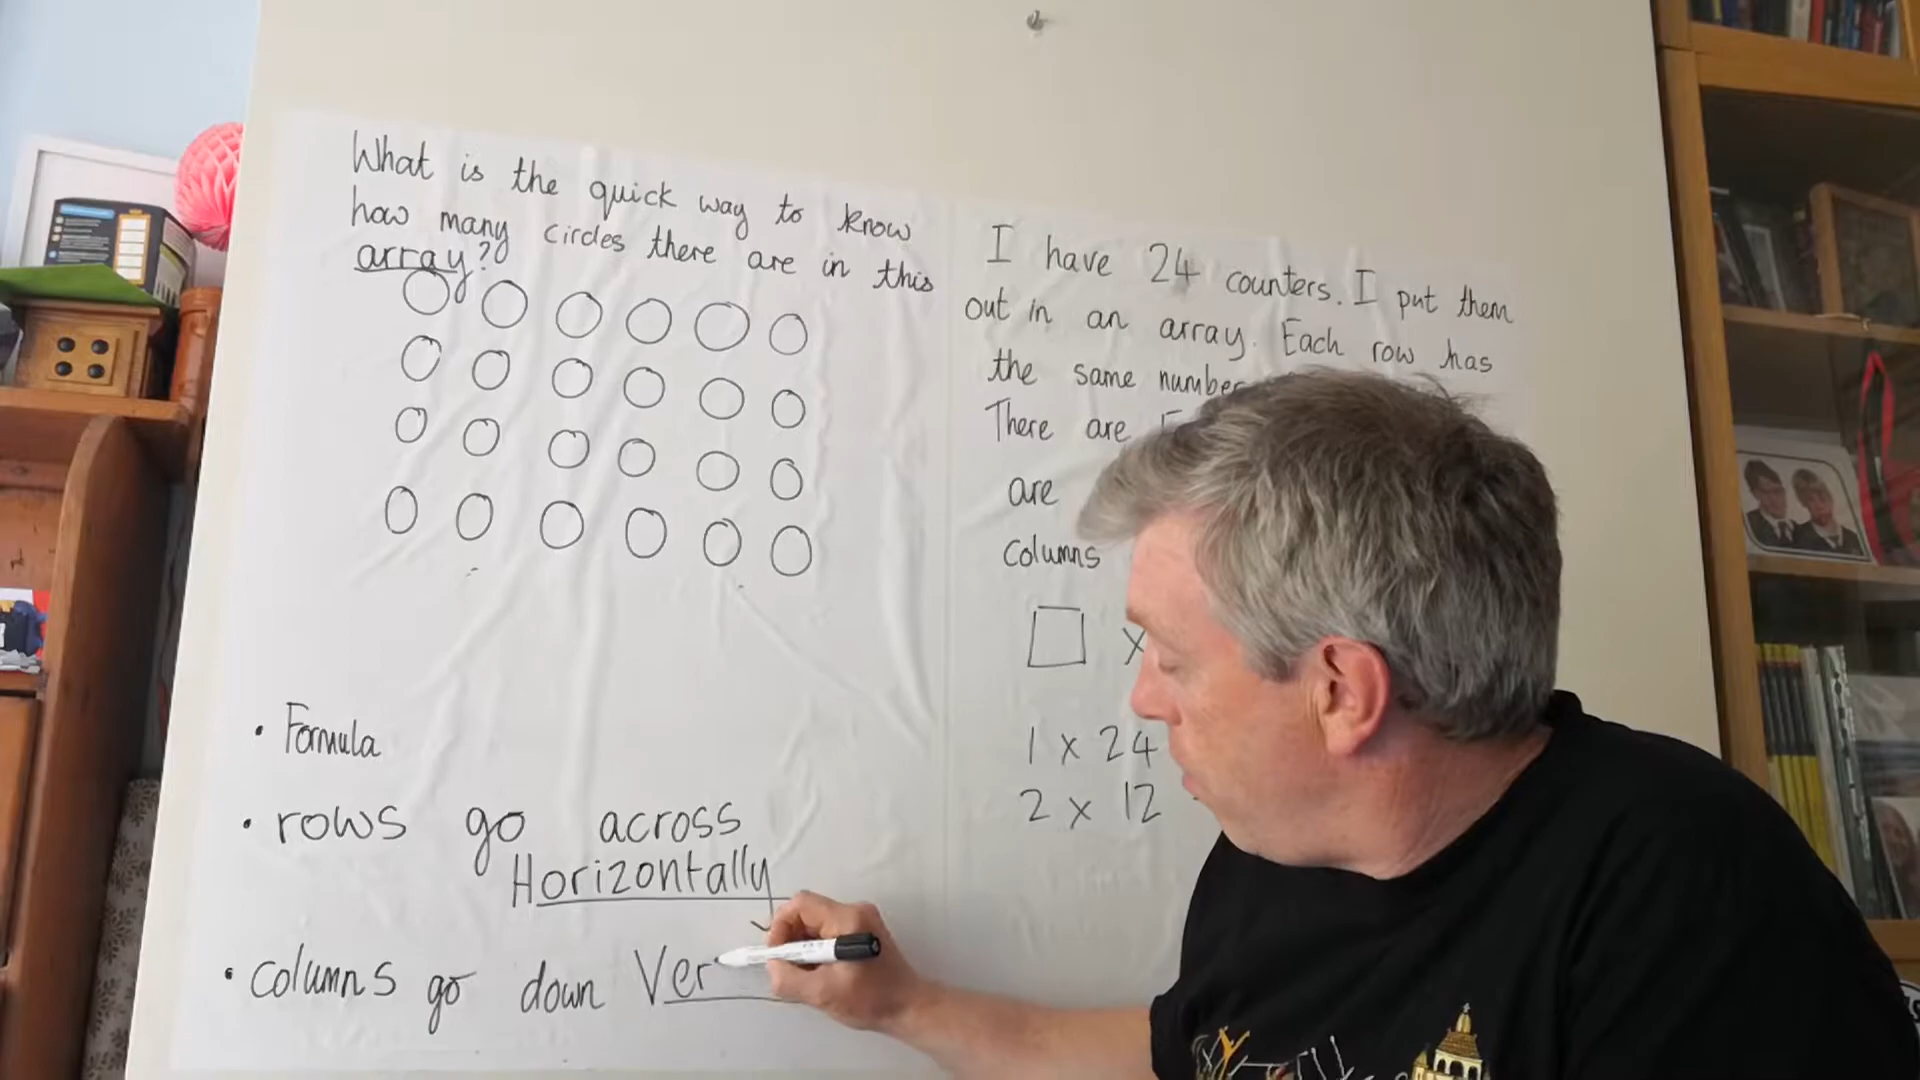 What is the quick way to know
how many circles there are in this
array?
• Formula
• rows go across
Horizontally
• columns go down Ver
I have 24 counters. I put them
out in an array. Each row has
the same number
There are
are
columns
x
1 x 24
2 x 12